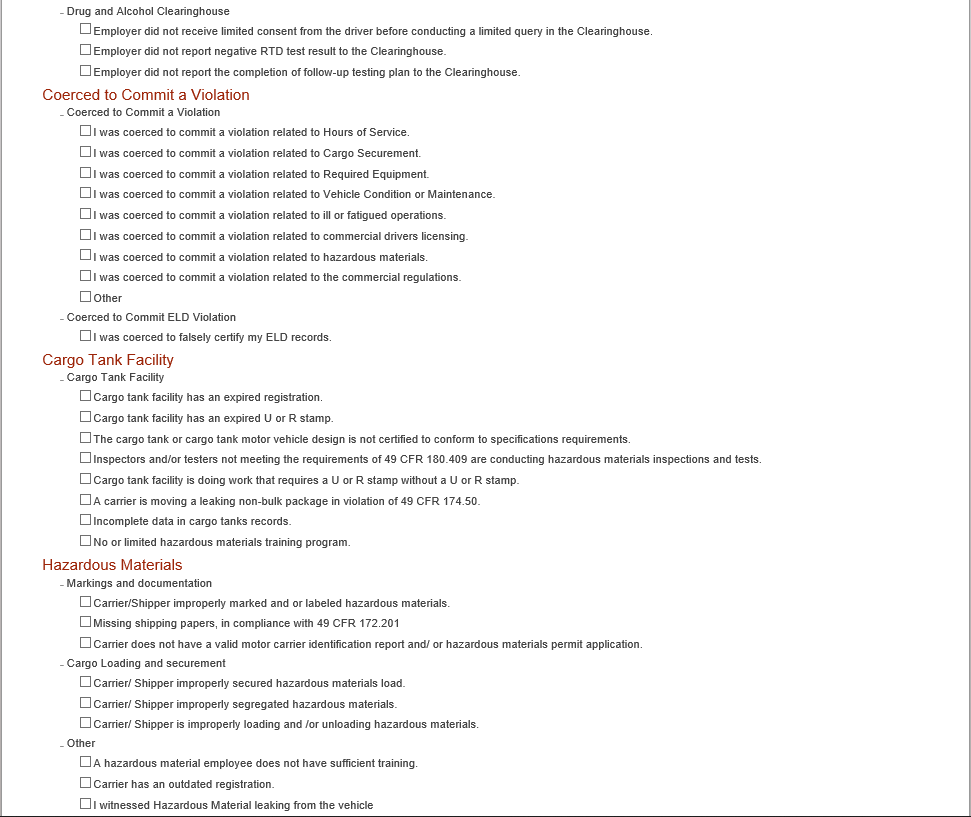 - Drug and Alcohol Clearinghouse
Employer did not receive limited consent from the driver before conducting a limited query in the Clearinghouse.
Employer did not report negative RTD test result to the Clearinghouse.
Employer did not report the completion of follow-up testing plan to the Clearinghouse.
Coerced to Commit a Violation
- Coerced to Commit a Violation
I was coerced to commit a violation related to Hours of Service.
I was coerced to commit a violation related to Cargo Securement.
I was coerced to commit a violation related to Required Equipment.
I was coerced to commit a violation related to Vehicle Condition or Maintenance.
I was coerced to commit a violation related to ill or fatigued operations.
I was coerced to commit a violation related to commercial drivers licensing.
I was coerced to commit a violation related to hazardous materials.
I was coerced to commit a violation related to the commercial regulations.
Other
- Coerced to Commit ELD Violation
I was coerced to falsely certify my ELD records.
Cargo Tank Facility
- Cargo Tank Facility
Cargo tank facility has an expired registration.
Cargo tank facility has an expired U or R stamp.
The cargo tank or cargo tank motor vehicle design is not certified to conform to specifications requirements.
Inspectors and/or testers not meeting the requirements of 49 CFR 180.409 are conducting hazardous materials inspections and tests.
Cargo tank facility is doing work that requires a U or R stamp without a U or R stamp.
A carrier is moving a leaking non-bulk package in violation of 49 CFR 174.50.
Incomplete data in cargo tanks records.
No or limited hazardous materials training program.
Hazardous Materials
- Markings and documentation
Carrier/Shipper improperly marked and or labeled hazardous materials.
Missing shipping papers, in compliance with 49 CFR 172.201
Carrier does not have a valid motor carrier identification report and/ or hazardous materials permit application.
- Cargo Loading and securement
Carrier/ Shipper improperly secured hazardous materials load.
Carrier/ Shipper improperly segregated hazardous materials.
Carrier/ Shipper is improperly loading and /or unloading hazardous materials.
- Other
A hazardous material employee does not have sufficient training.
Carrier has an outdated registration.
I witnessed Hazardous Material leaking from the vehicle